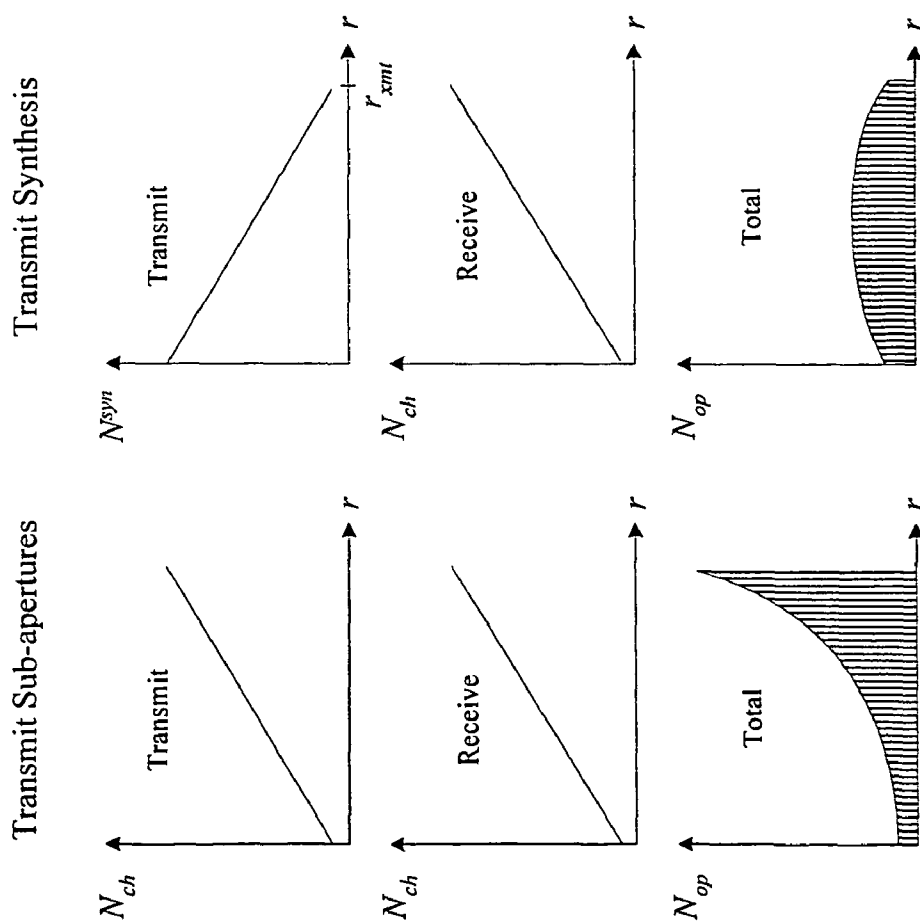 Transmit Sub-apertures
N_ch
Transmit
r
N_ch
Receive
r
N_op
Total
r
Transmit Synthesis
N^syn
Transmit
r
r_xmt
N_ch
Receive
r
N_op
Total
r